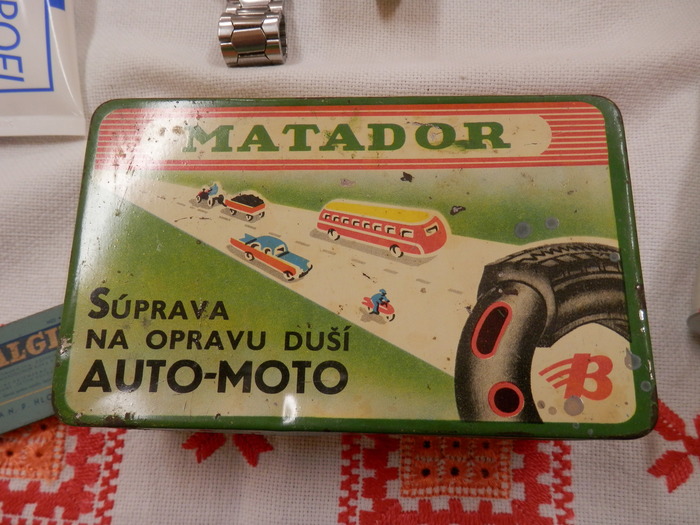 MATADOR
SÚPRAVA
NA OPRAVU DUŠÍ
AUTO-MOTO
B